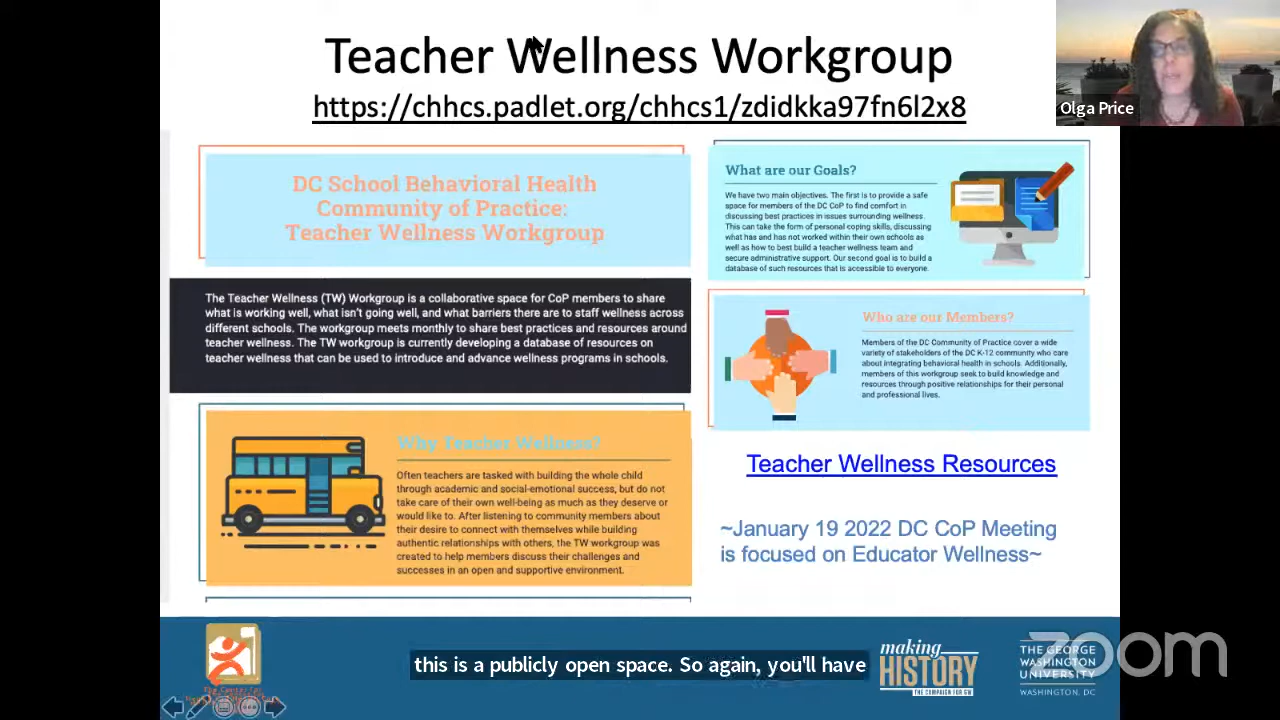 Teacher Wellness Workgroup
https://chhcs.padlet.org/chhcs1/zdidkka97fn6l2x8
Olga Price
DC School Behavioral Health
Community of Practice:
Teacher Wellness Workgroup
The Teacher Wellness (TW) Workgroup is a collaborative space for CoP members to share
what is working well, what isn't going well, and what barriers there are to staff wellness across
different schools. The workgroup meets monthly to share best practices and resources around
teacher wellness. The TW workgroup is currently developing a database of resources on
teacher wellness that can be used to introduce and advance wellness programs in schools.
Why Teacher Wellness?
Often teachers are tasked with building the whole child
through academic and social-emotional success, but do not
take care of their own well-being as much as they deserve or
would like to. After listening to community members about
their desire to connect with themselves while building
authentic relationships with others, the TW workgroup was
created to help members discuss their challenges and
successes in an open and supportive environment.
What are our Goals?
We have two main objectives. The first is to provide a safe
space for members of the DC CoP to find comfort in
discussing best practices in issues surrounding wellness.
This can take the form of personal coping skills, discussing
what has and has not worked within their own schools as
well as how to best build a teacher wellness team and
secure administrative support. Our second goal is to build a
database of such resources that is accessible to everyone.
Who are our Members?
Members of the DC Community of Practice cover a wide
variety of stakeholders of the DC K-12 community who care
about integrating behavioral health in schools. Additionally,
members of this workgroup seek to build knowledge and
resources through positive relationships for their personal
and professional lives.
Teacher Wellness Resources
~January 19 2022 DC CoP Meeting
is focused on Educator Wellness~
this is a publicly open space. So again, you'll have
making
HISTORY
THE CAMPAIGN FOR GW
THE GEORGE
WASHINGTON
UNIVERSITY
WASHINGTON, DC
zoom